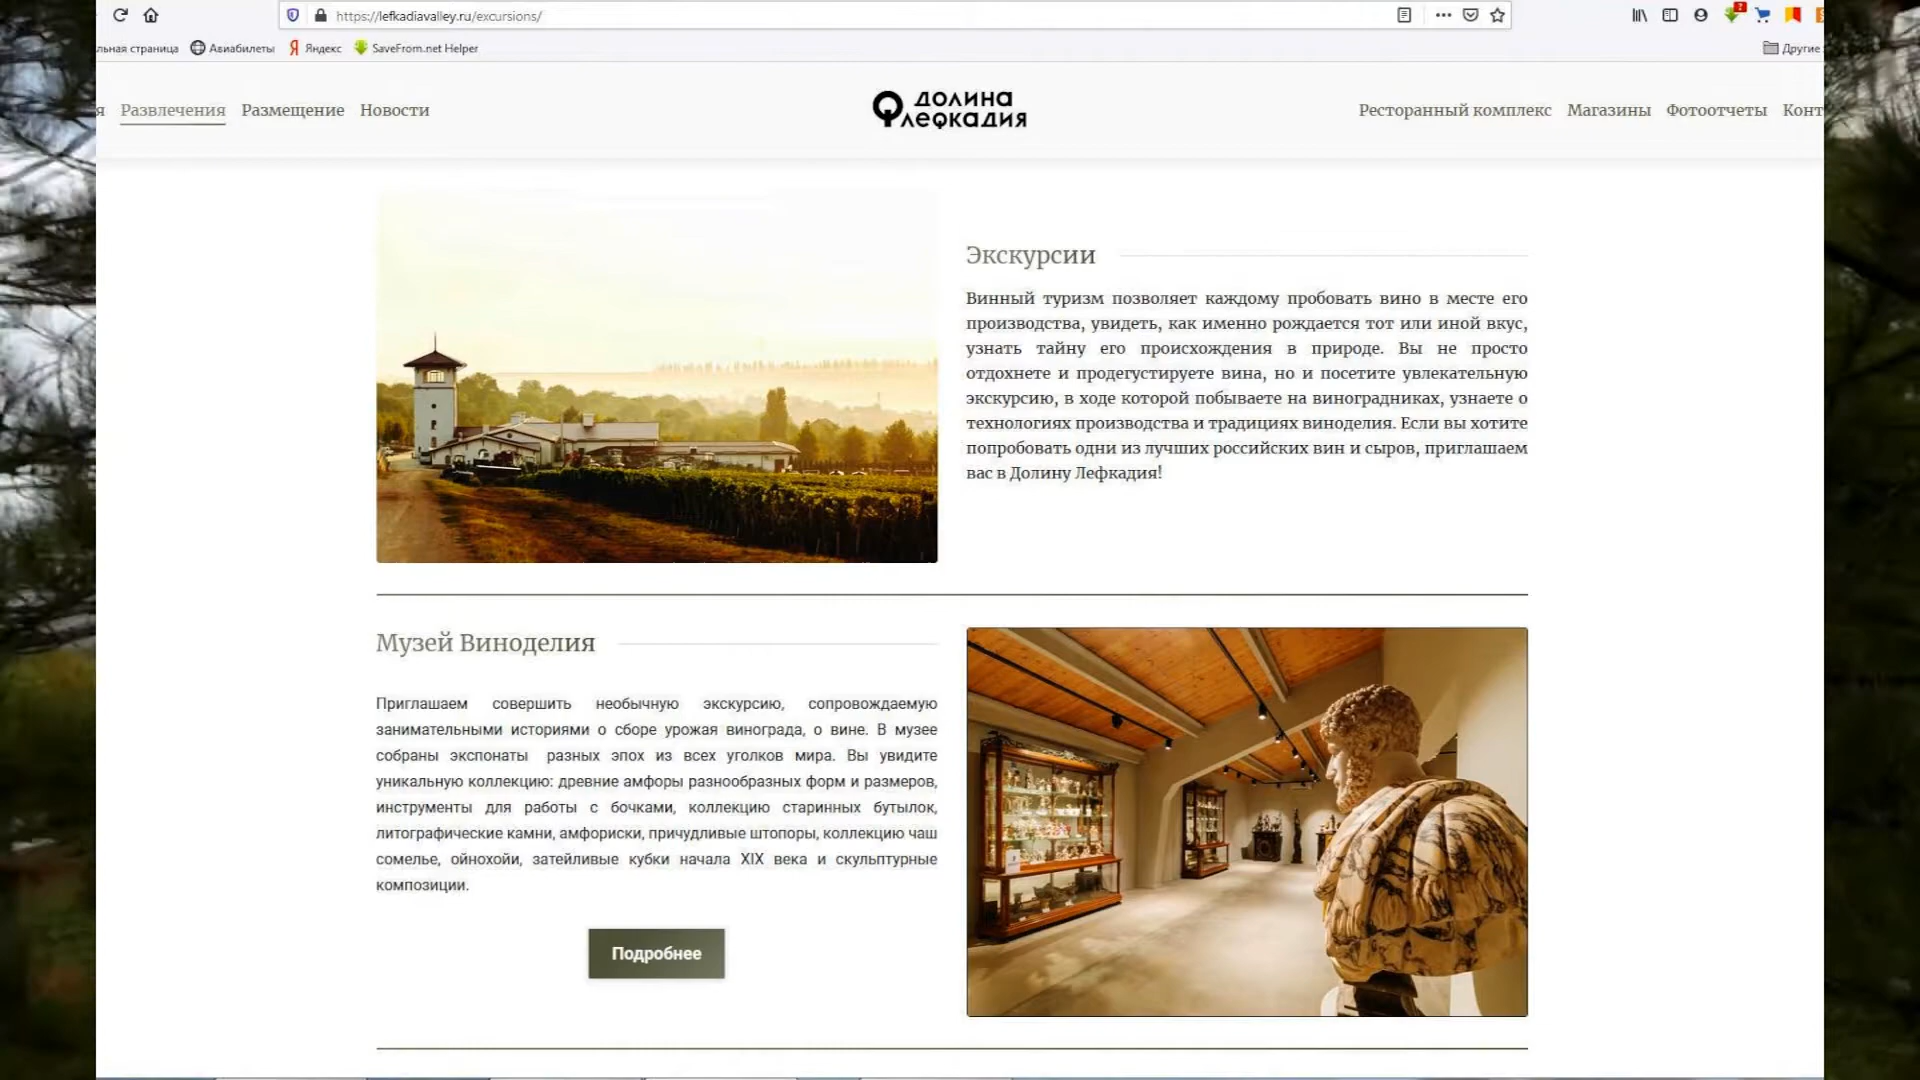 https://lefkadiavalley.ru/excursions/
2
льная страница Авиабилеты Яндекс SaveFrom.net Helper Другие
я Развлечения Размещение Новости
ДОЛИНА
ЛЕФКАДИЯ
Ресторанный комплекс Магазины Фотоотчеты Конт
Экскурсии
Винный туризм позволяет каждому пробовать вино в месте его
производства, увидеть, как именно рождается тот или иной вкус,
узнать тайну его происхождения в природе. Вы не просто
отдохнете и продегустируете вина, но и посетите увлекательную
экскурсию, в ходе которой побываете на виноградниках, узнаете о
технологиях производства и традициях виноделия. Если вы хотите
попробовать одни из лучших российских вин и сыров, приглашаем
вас в Долину Лефкадия!
Музей Виноделия
Приглашаем совершить необычную экскурсию, сопровождаемую
занимательными историями о сборе урожая винограда, о вине. В музее
собраны экспонаты разных эпох из всех уголков мира. Вы увидите
уникальную коллекцию: древние амфоры разнообразных форм и размеров,
инструменты для работы с бочками, коллекцию старинных бутылок,
литографические камни, амфориски, причудливые штопоры, коллекцию чаш
сомелье, ойнохойи, затейливые кубки начала XIX века и скульптурные
композиции.
Подробнее